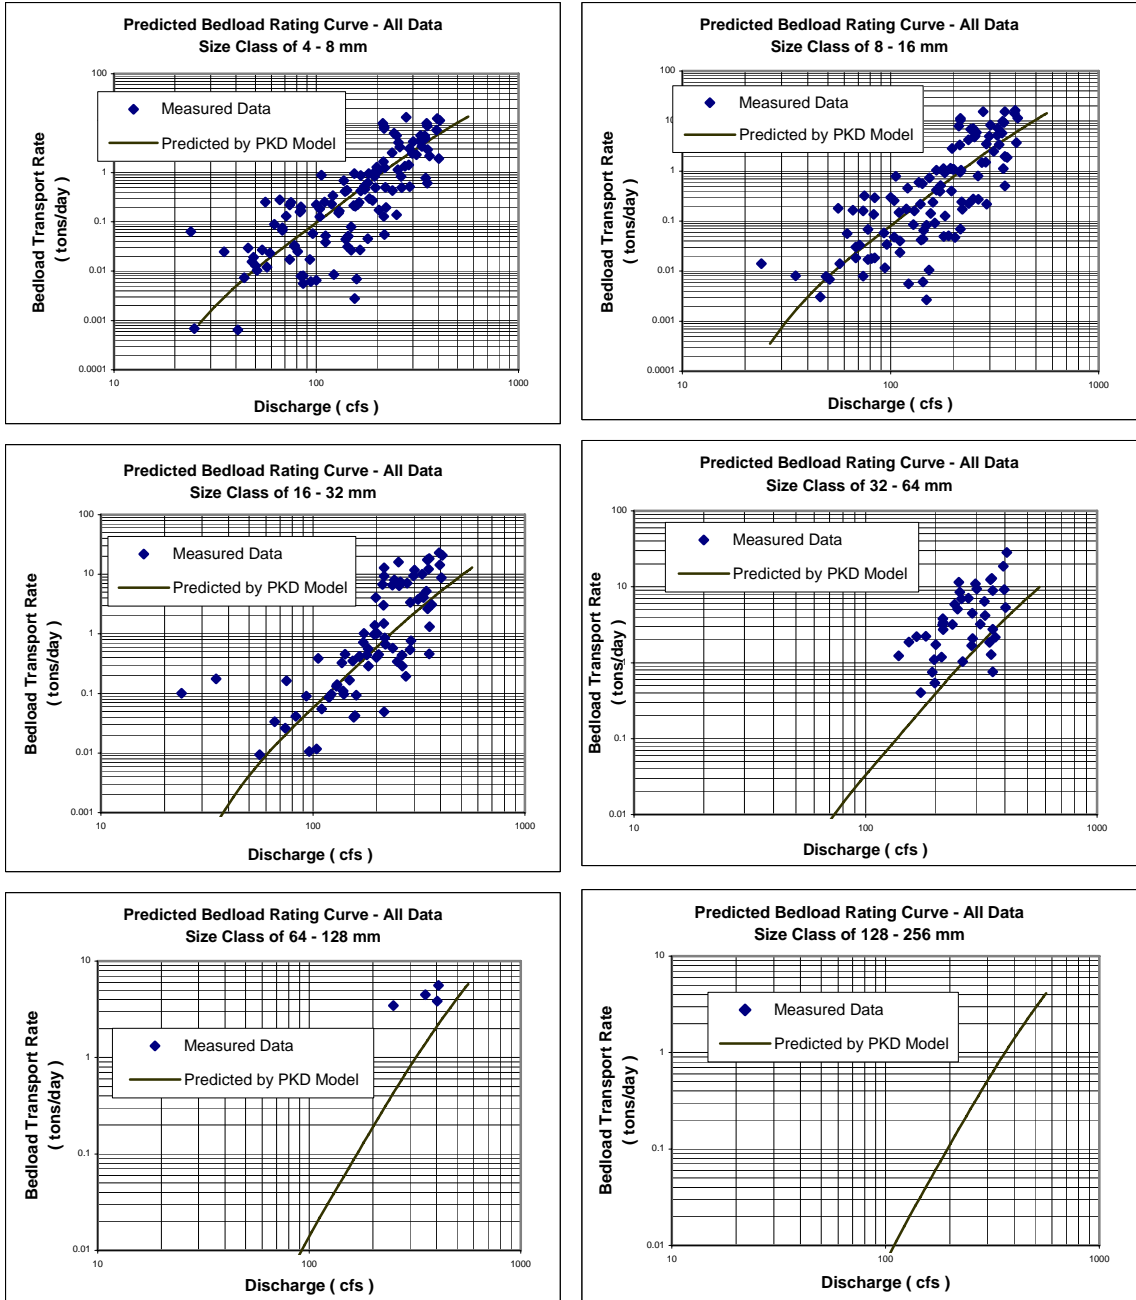 Predicted Bedload Rating Curve - All Data
Size Class of 4 - 8 mm
100
10
1
0.1
0.01
0.001
0.0001
Bedload Transport Rate
( tons/day )
Measured Data
Predicted by PKD Model
10
100
1000
Discharge ( cfs )
Predicted Bedload Rating Curve - All Data
Size Class of 8 - 16 mm
100
10
1
0.1
0.01
0.001
0.0001
Bedload Transport Rate
( tons/day )
Measured Data
Predicted by PKD Model
10
100
1000
Discharge ( cfs )
Predicted Bedload Rating Curve - All Data
Size Class of 16 - 32 mm
100
10
1
0.1
0.01
0.001
Bedload Transport Rate
( tons/day )
Measured Data
Predicted by PKD Model
10
100
1000
Discharge ( cfs )
Predicted Bedload Rating Curve - All Data
Size Class of 32 - 64 mm
100
10
1
0.1
0.01
Bedload Transport Rate
( tons/day )
Measured Data
Predicted by PKD Model
10
100
1000
Discharge ( cfs )
Predicted Bedload Rating Curve - All Data
Size Class of 64 - 128 mm
10
1
0.1
0.01
Bedload Transport Rate
( tons/day )
Measured Data
Predicted by PKD Model
10
100
1000
Discharge ( cfs )
Predicted Bedload Rating Curve - All Data
Size Class of 128 - 256 mm
10
1
0.1
0.01
Bedload Transport Rate
( tons/day )
Measured Data
Predicted by PKD Model
10
100
1000
Discharge ( cfs )